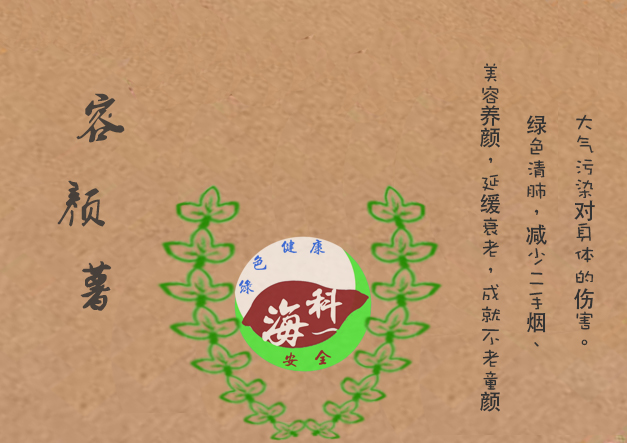 容颜薯
绿色健康
海科一
安全
美容养颜，延缓衰老，成就不老童颜
绿色清肺，减少二手烟、
大气污染对身体的伤害。